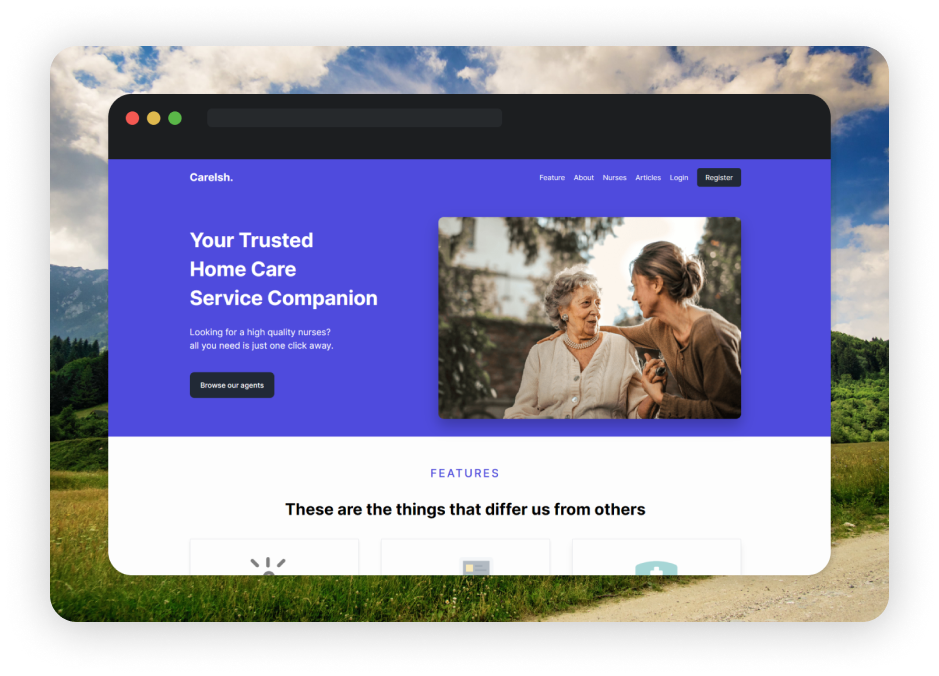 Carelsh.
Feature About Nurses Articles Login Register
Your Trusted
Home Care
Service Companion
Looking for a high quality nurses?
all you need is just one click away.
Browse our agents
FEATURES
These are the things that differ us from others